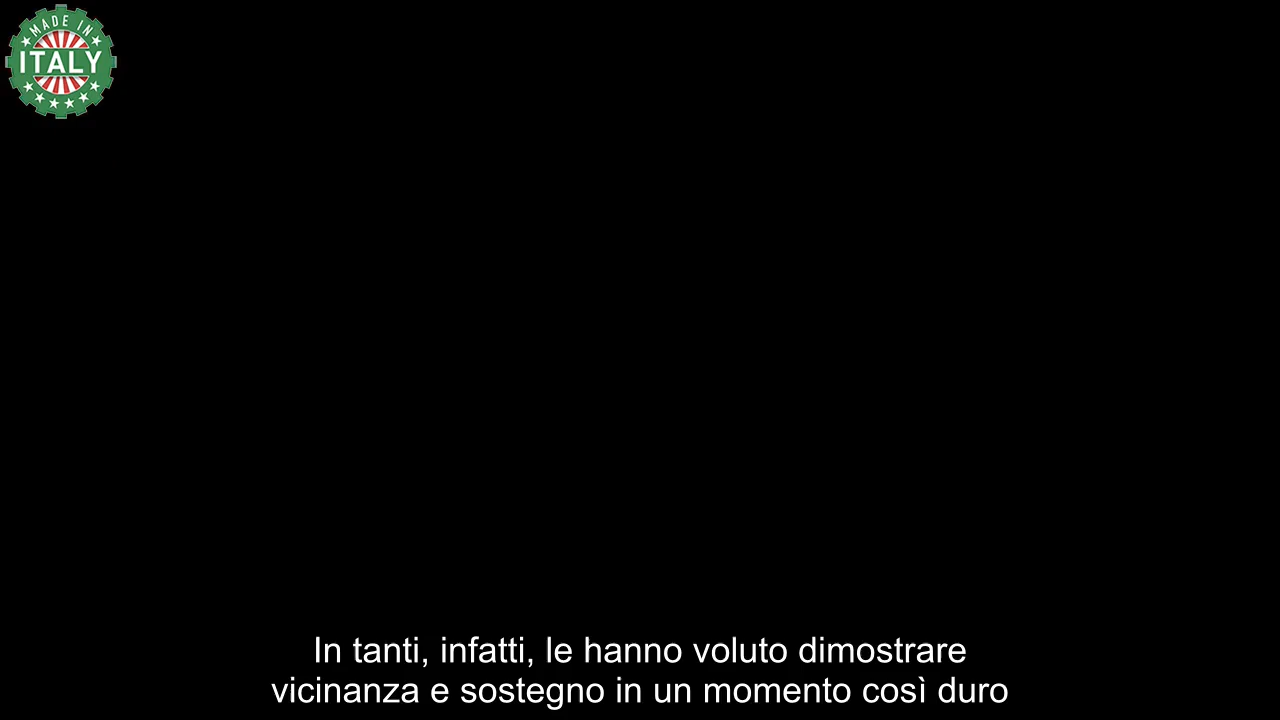 MADE IN
ITALY
In tanti, infatti, le hanno voluto dimostrare
vicinanza e sostegno in un momento così duro